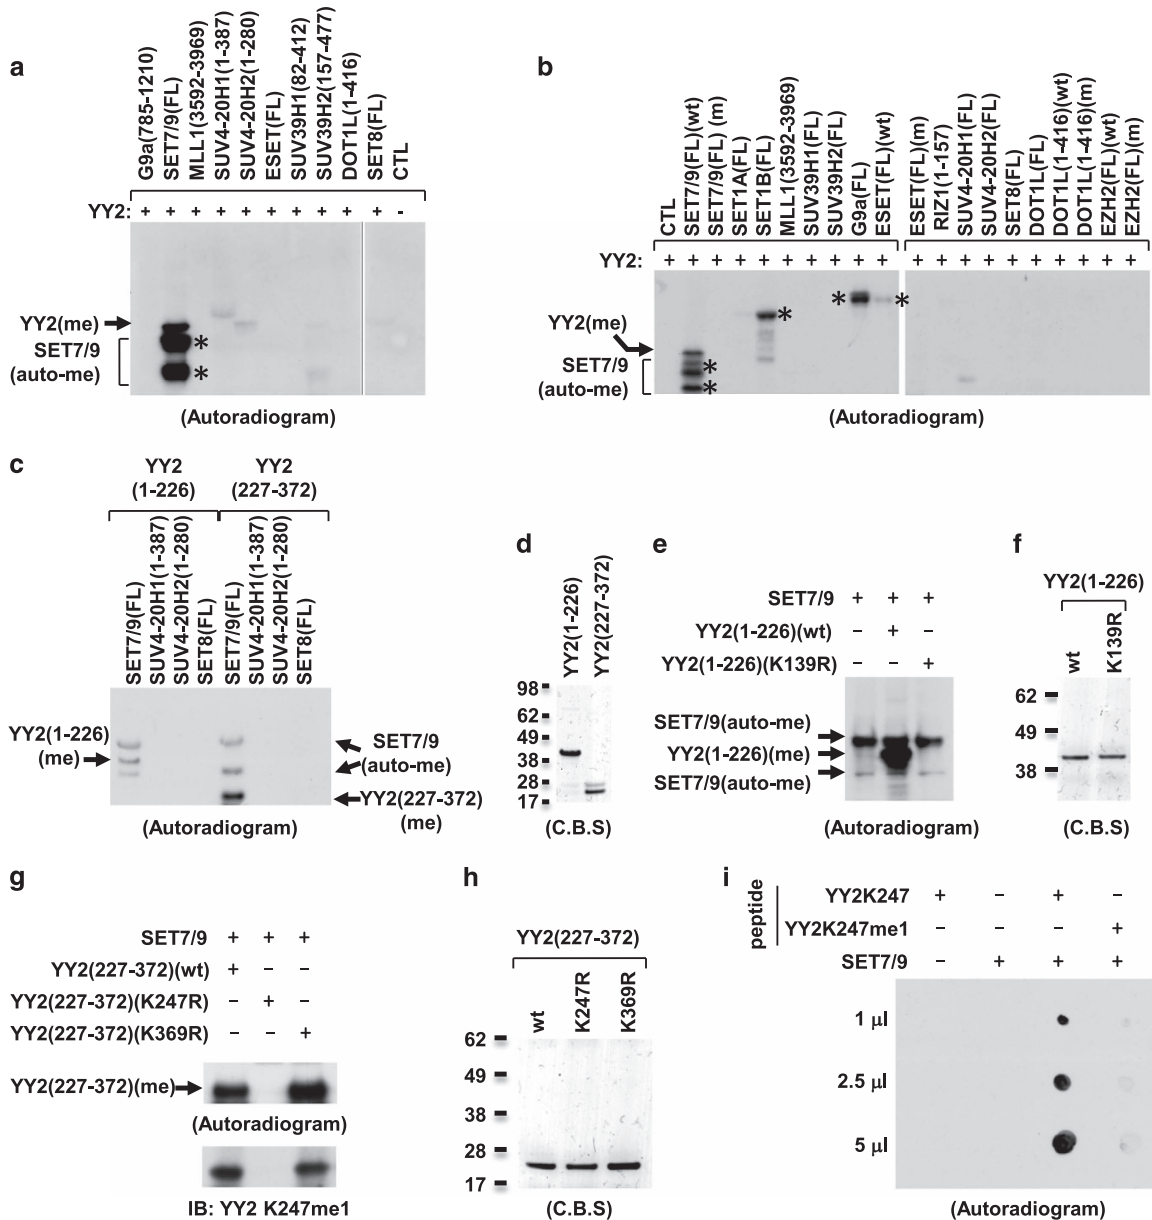 a
G9a(785-1210)
SET7/9(FL)
MLL1(3592-3969)
SUV4-20H1(1-387)
SUV4-20H2(1-280)
ESET(FL)
SUV39H1(82-412)
SUV39H2(157-477)
DOT1L(1-416)
SET8(FL)
CTL
YY2: + + + + + + + + + + -
YY2(me)
SET7/9
(auto-me)
*
*
(Autoradiogram)
b
CTL
SET7/9(FL)(wt)
SET7/9(FL) (m)
SET1A(FL)
SET1B(FL)
MLL1(3592-3969)
SUV39H1(FL)
SUV39H2(FL)
G9a(FL)
ESET(FL)(wt)
ESET(FL)(m)
RIZ1(1-157)
SUV4-20H1(FL)
SUV4-20H2(FL)
SET8(FL)
DOT1L(FL)
DOT1L(1-416)(wt)
DOT1L(1-416)(m)
EZH2(FL)(wt)
EZH2(FL)(m)
YY2: + + + + + + + + + + + + + + + + + + + +
* *
*
YY2(me)
SET7/9
(auto-me)
*
*
(Autoradiogram)
c
YY2
(1-226)
YY2
(227-372)
SET7/9(FL)
SUV4-20H1(1-387)
SUV4-20H2(1-280)
SET8(FL)
SET7/9(FL)
SUV4-20H1(1-387)
SUV4-20H2(1-280)
SET8(FL)
YY2(1-226)
(me)
SET7/9
(auto-me)
YY2(227-372)
(me)
(Autoradiogram)
d
YY2(1-226)
YY2(227-372)
98
62
49
38
28
17
(C.B.S)
e
SET7/9 + + +
YY2(1-226)(wt) – + –
YY2(1-226)(K139R) – – +
SET7/9(auto-me)
YY2(1-226)(me)
SET7/9(auto-me)
(Autoradiogram)
f
YY2(1-226)
wt
K139R
62
49
38
(C.B.S)
g
SET7/9 + + +
YY2(227-372)(wt) + – –
YY2(227-372)(K247R) – + –
YY2(227-372)(K369R) – – +
YY2(227-372)(me)
(Autoradiogram)
IB: YY2 K247me1
h
YY2(227-372)
wt
K247R
K369R
62
49
38
28
17
(C.B.S)
i
peptide
YY2K247 + – + –
YY2K247me1 – – – +
SET7/9 – + + +
1 µl
2.5 µl
5 µl
(Autoradiogram)